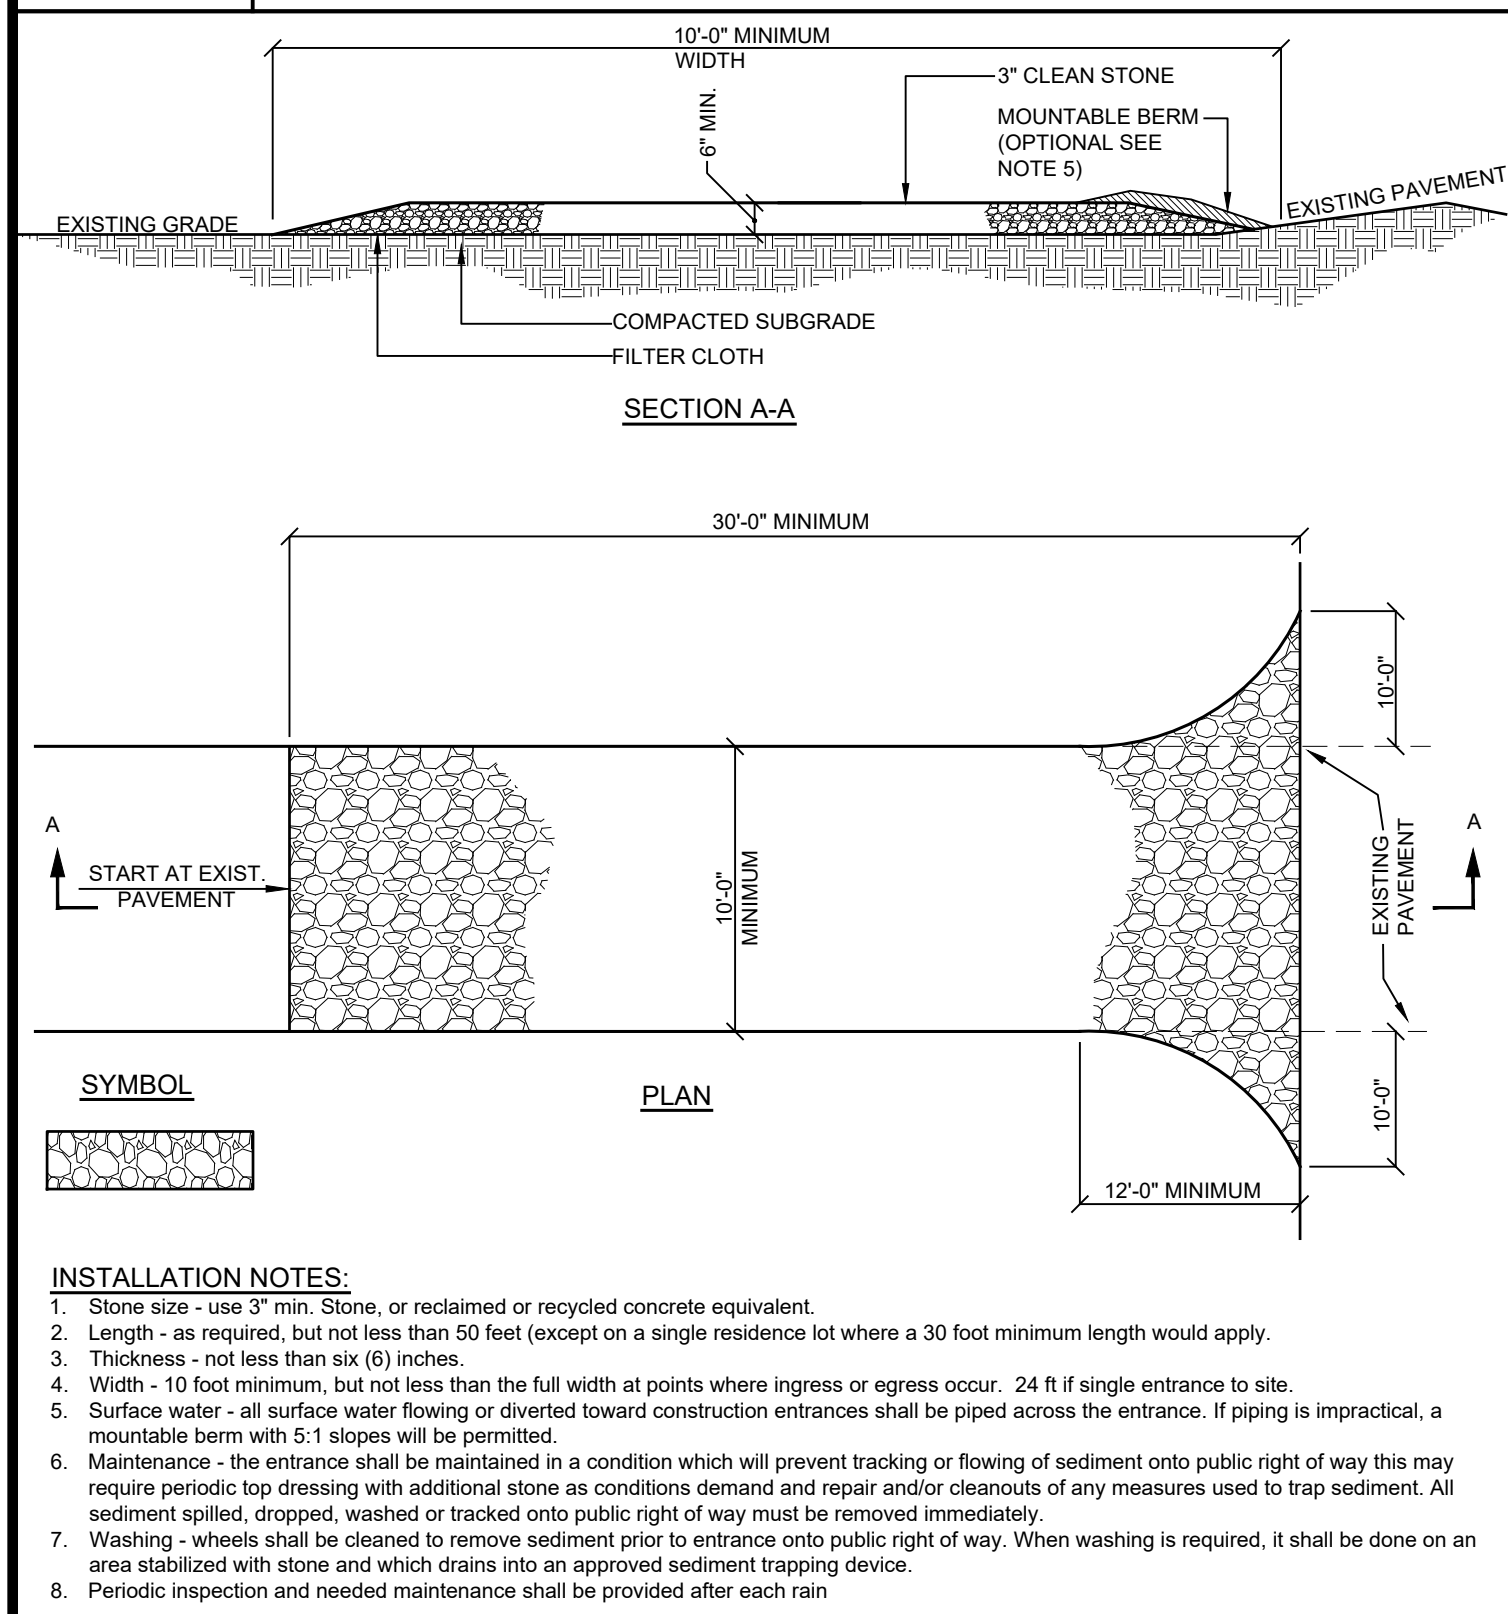 10'-0" MINIMUM
WIDTH
3" CLEAN STONE
6" MIN.
MOUNTABLE BERM
(OPTIONAL SEE
NOTE 5)
EXISTING PAVEMENT
EXISTING GRADE
COMPACTED SUBGRADE
FILTER CLOTH
SECTION A-A
30'-0" MINIMUM
10'-0"
A
START AT EXIST.
PAVEMENT
10'-0"
MINIMUM
EXISTING
PAVEMENT
A
SYMBOL
PLAN
10'-0"
12'-0" MINIMUM
INSTALLATION NOTES:
1. Stone size - use 3" min. Stone, or reclaimed or recycled concrete equivalent.
2. Length - as required, but not less than 50 feet (except on a single residence lot where a 30 foot minimum length would apply.
3. Thickness - not less than six (6) inches.
4. Width - 10 foot minimum, but not less than the full width at points where ingress or egress occur. 24 ft if single entrance to site.
5. Surface water - all surface water flowing or diverted toward construction entrances shall be piped across the entrance. If piping is impractical, a
mountable berm with 5:1 slopes will be permitted.
6. Maintenance - the entrance shall be maintained in a condition which will prevent tracking or flowing of sediment onto public right of way this may
require periodic top dressing with additional stone as conditions demand and repair and/or cleanouts of any measures used to trap sediment. All
sediment spilled, dropped, washed or tracked onto public right of way must be removed immediately.
7. Washing - wheels shall be cleaned to remove sediment prior to entrance onto public right of way. When washing is required, it shall be done on an
area stabilized with stone and which drains into an approved sediment trapping device.
8. Periodic inspection and needed maintenance shall be provided after each rain